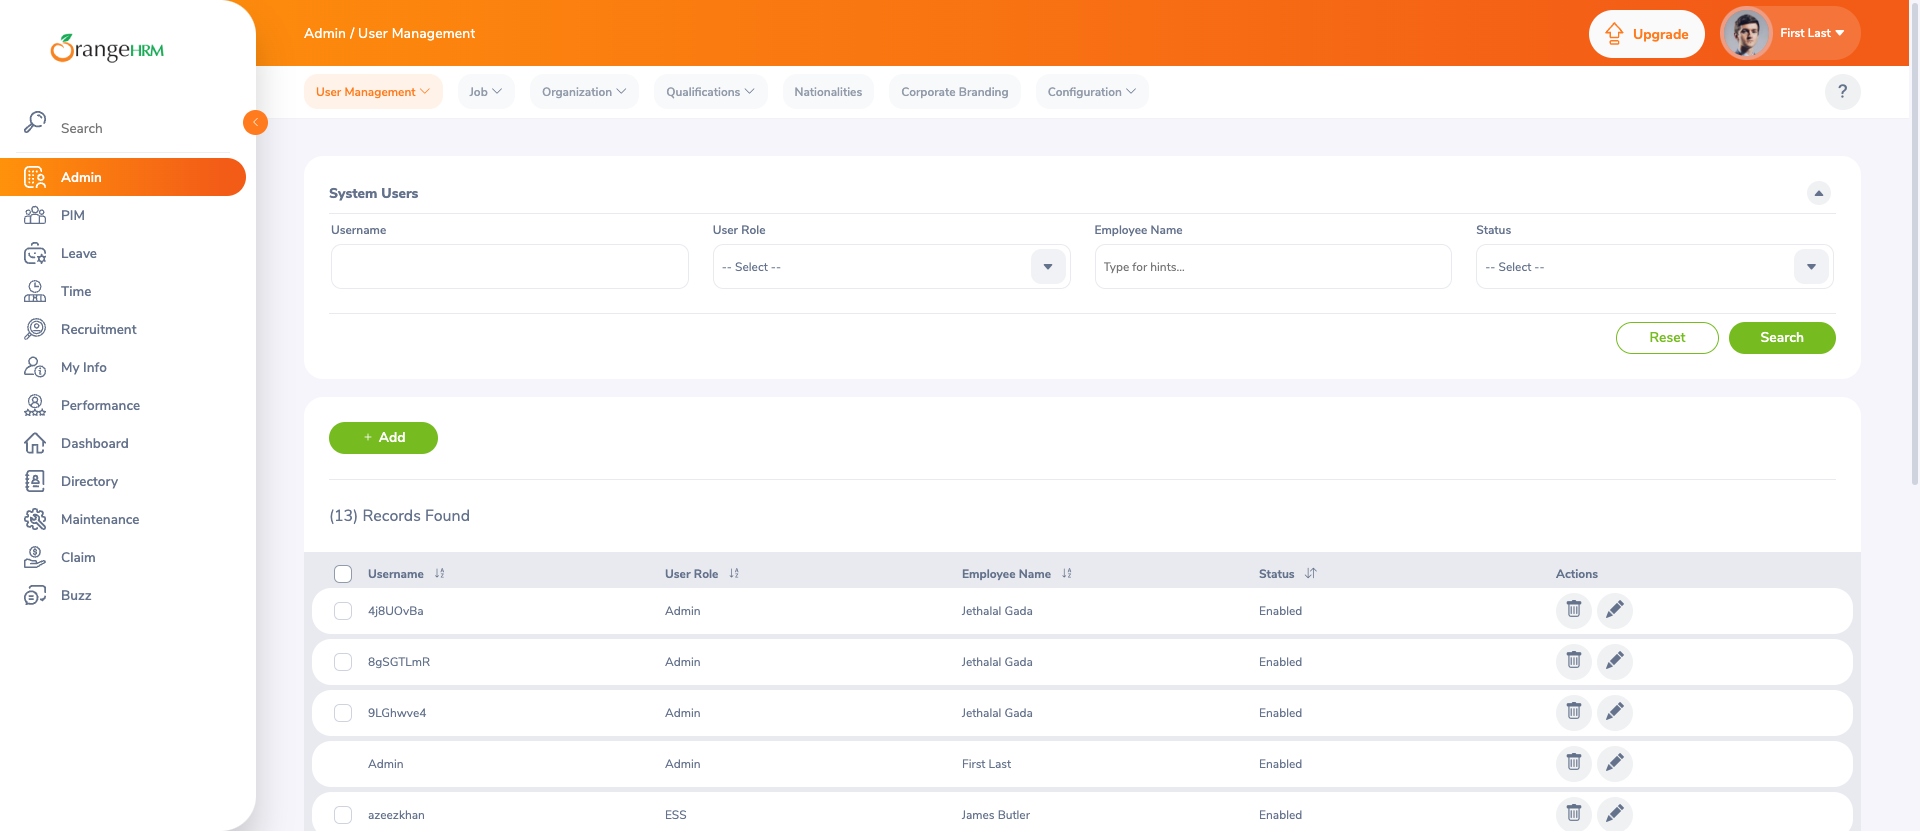 Admin / User Management
Upgrade
First Last
OrangeHRM
User Management
Job
Organization
Qualifications
Nationalities
Corporate Branding
Configuration
?
Search
Admin
PIM
Leave
Time
Recruitment
My Info
Performance
Dashboard
Directory
Maintenance
Claim
Buzz
System Users
Username
User Role
Employee Name
Status
-- Select --
Type for hints...
-- Select --
Reset
Search
+ Add
(13) Records Found
Username User Role Employee Name Status Actions
4j8UOvBa Admin Jethalal Gada Enabled
8gSGTLmR Admin Jethalal Gada Enabled
9LGhwve4 Admin Jethalal Gada Enabled
Admin Admin First Last Enabled
azeezkhan ESS James Butler Enabled